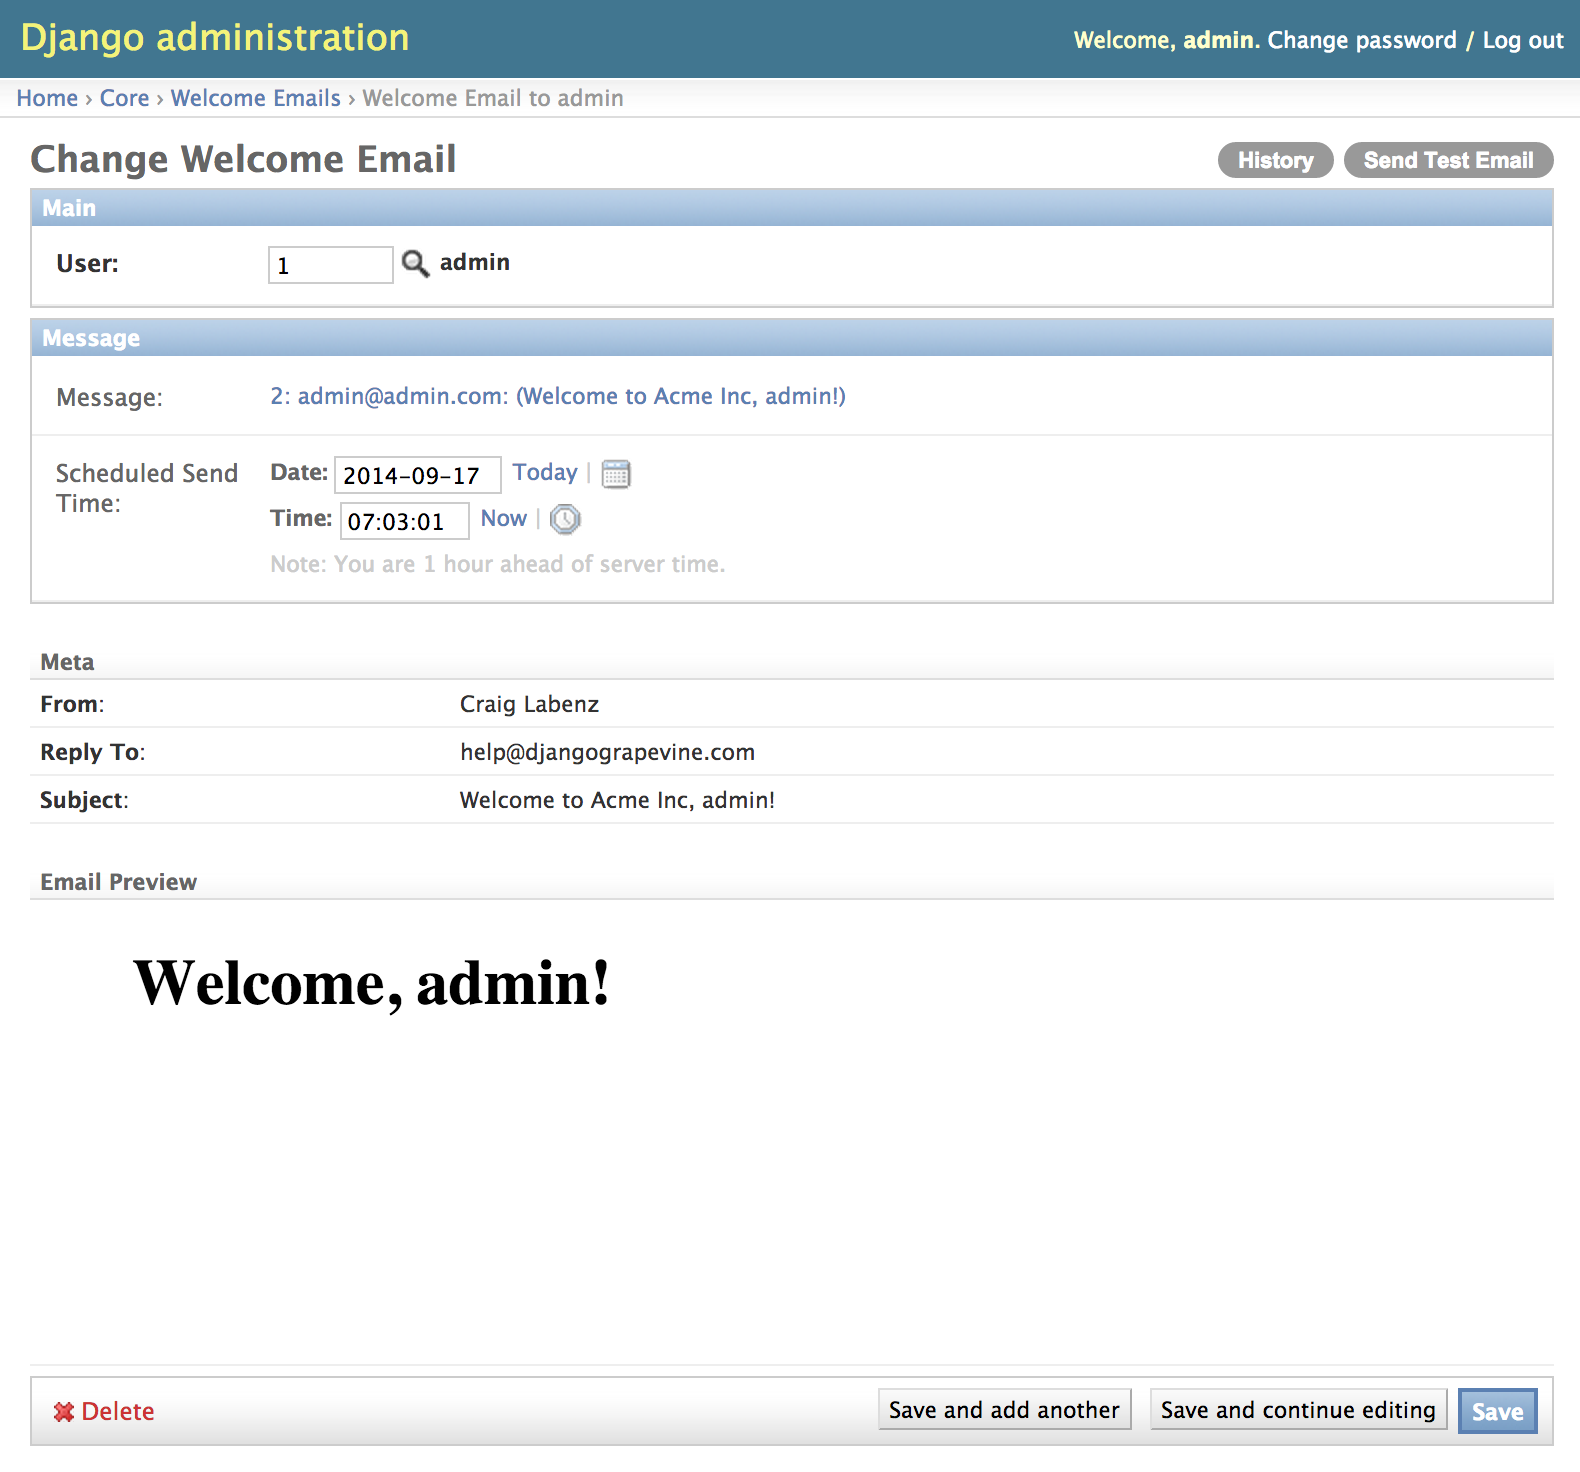 Django administration
Welcome, admin. Change password / Log out
Home › Core › Welcome Emails › Welcome Email to admin
Change Welcome Email
History
Send Test Email
Main
User: 1 admin
Message
Message: 2: admin@admin.com: (Welcome to Acme Inc, admin!)
Scheduled Send Time:
Date: 2014-09-17 Today |
Time: 07:03:01 Now |
Note: You are 1 hour ahead of server time.
Meta
From: Craig Labenz
Reply To: help@djangograpevine.com
Subject: Welcome to Acme Inc, admin!
Email Preview
Welcome, admin!
Delete
Save and add another
Save and continue editing
Save